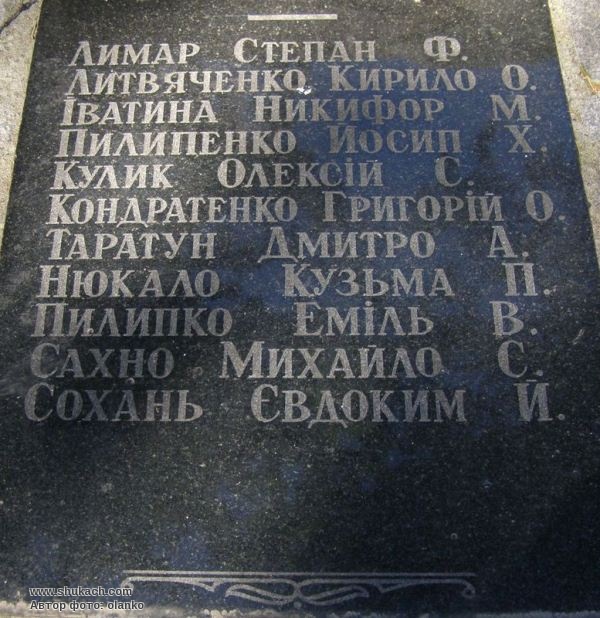 Лимар Степан Ф.
Литвяченко Кирило О.
Іватина Никифор М.
Пилипенко Йосип Х.
Кулик Олексій С.
Кондратенко Григорій О.
Таратун Дмитро А.
Нюкало Кузьма П.
Пилипко Еміль В.
Сахно Михайло С.
Сохань Євдоким Й.
www.shukach.com
Автор фото: olanko